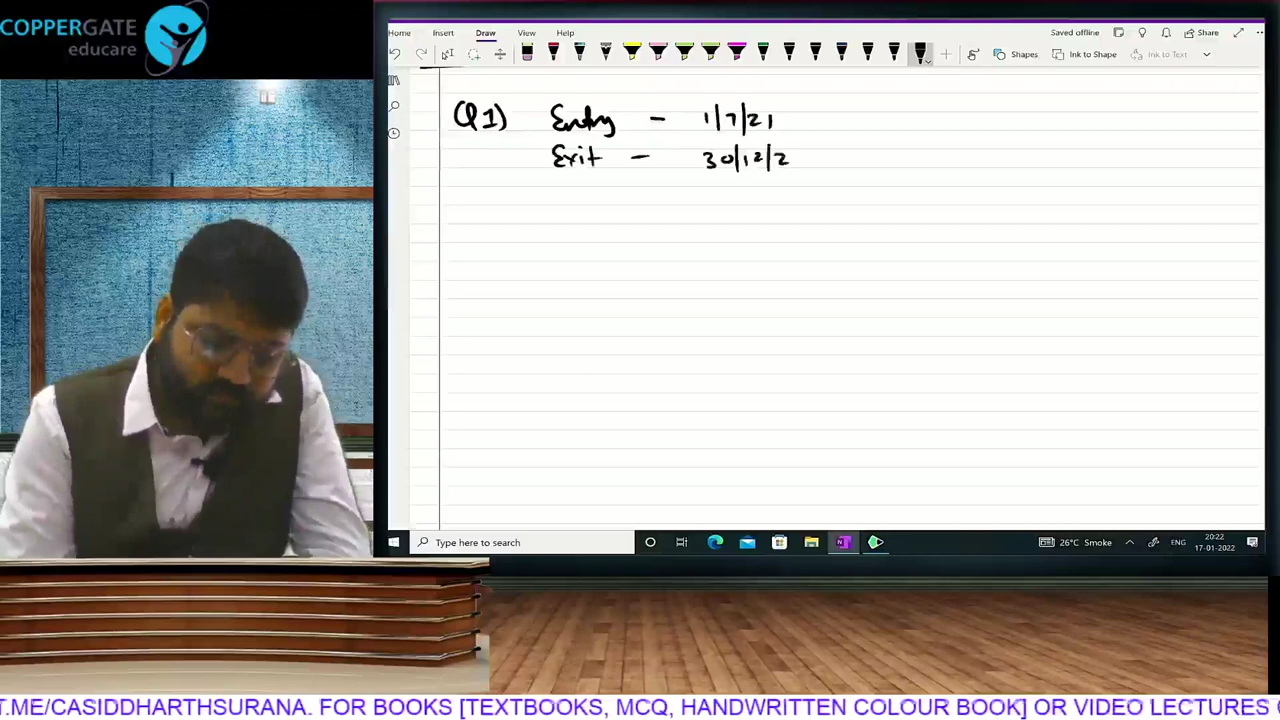 COPPERGATE
educare
Home Insert Draw View Help Saved offline Share
Shapes Ink to Shape Ink to Text
Q1) Entry - 1/7/21
Exit - 30/12/2
Type here to search
26°C Smoke ENG 20:22 17-01-2022
T.ME/CASIDDHARTHSURANA. FOR BOOKS [TEXTBOOKS, MCQ, HANDWRITTEN COLOUR BOOK] OR VIDEO LECTURES